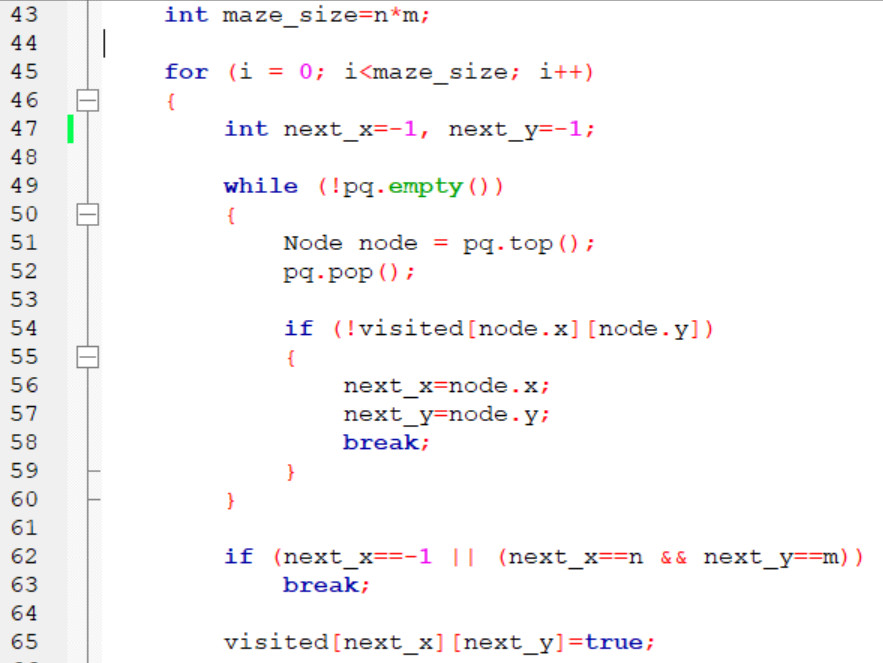 43 int maze_size=n*m;
44
45 for (i = 0; i<maze_size; i++)
46 {
47 int next_x=-1, next_y=-1;
48
49 while (!pq.empty())
50 {
51 Node node = pq.top();
52 pq.pop();
53
54 if (!visited[node.x][node.y])
55 {
56 next_x=node.x;
57 next_y=node.y;
58 break;
59 }
60 }
61
62 if (next_x==-1 || (next_x==n && next_y==m))
63 break;
64
65 visited[next_x][next_y]=true;